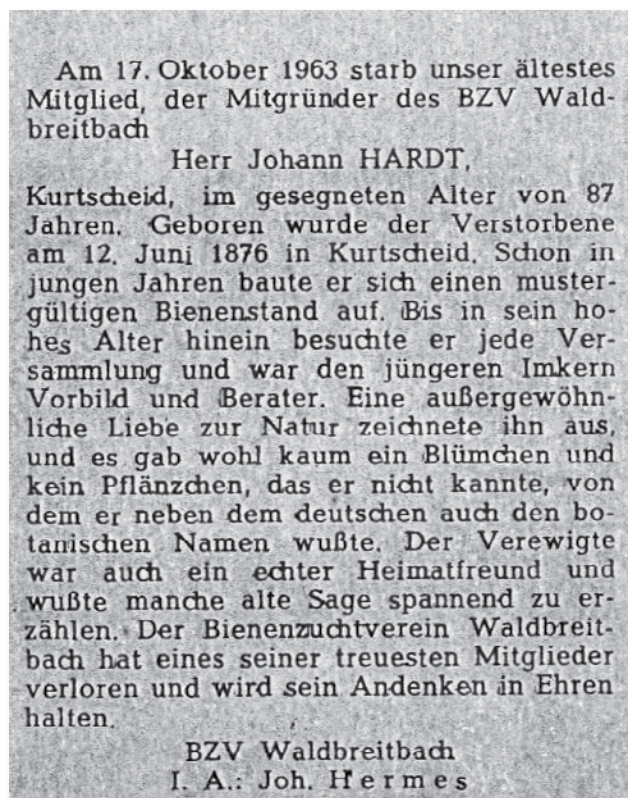 Am 17. Oktober 1963 starb unser ältestes
Mitglied, der Mitgründer des BZV Wald-
breitbach
Herr Johann HARDT,
Kurtscheid, im gesegneten Alter von 87
Jahren. Geboren wurde der Verstorbene
am 12. Juni 1876 in Kurtscheid. Schon in
jungen Jahren baute er sich einen muster-
gültigen Bienenstand auf. Bis in sein ho-
hes Alter hinein besuchte er jede Ver-
sammlung und war den jüngeren Imkern
Vorbild und Berater. Eine außergewöhn-
liche Liebe zur Natur zeichnete ihn aus,
und es gab wohl kaum ein Blümchen und
kein Pflänzchen, das er nicht kannte, von
dem er neben dem deutschen auch den bo-
tanischen Namen wußte. Der Verewigte
war auch ein echter Heimatfreund und
wußte manche alte Sage spannend zu er-
zählen. Der Bienenzuchtverein Waldbreit-
bach hat eines seiner treuesten Mitglieder
verloren und wird sein Andenken in Ehren
halten.
BZV Waldbreitbach
I. A.: Joh. Hermes